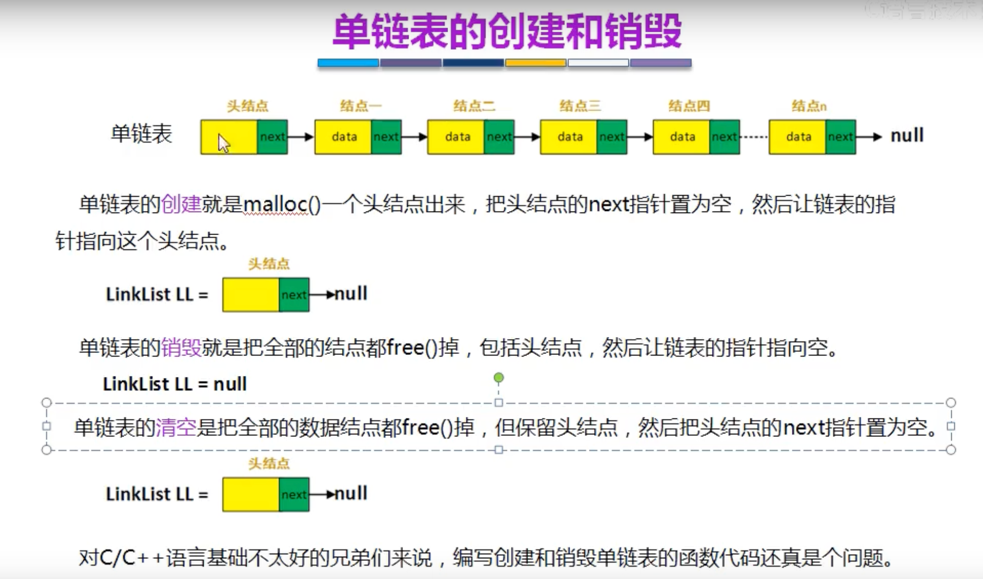 单链表的创建和销毁
头结点 结点一 结点二 结点三 结点四 结点n
单链表 next data next data next data next data next data next null
单链表的创建就是malloc()一个头结点出来，把头结点的next指针置为空，然后让链表的指
针指向这个头结点。
头结点
LinkList LL = next null
单链表的销毁就是把全部的结点都free()掉，包括头结点，然后让链表的指针指向空。
LinkList LL = null
单链表的清空是把全部的数据结点都free()掉，但保留头结点，然后把头结点的next指针置为空。
头结点
LinkList LL = next null
对C/C++语言基础不太好的兄弟们来说，编写创建和销毁单链表的函数代码还真是个问题。